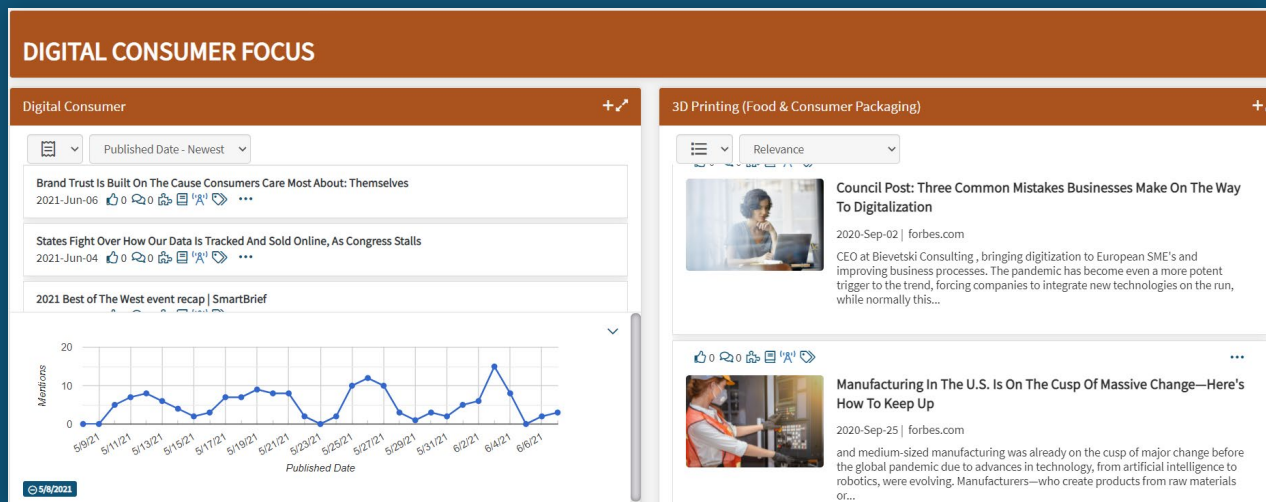 DIGITAL CONSUMER FOCUS
Digital Consumer
Published Date - Newest
Brand Trust Is Built On The Cause Consumers Care Most About: Themselves
2021-Jun-06 0 0
States Fight Over How Our Data Is Tracked And Sold Online, As Congress Stalls
2021-Jun-04 0 0
2021 Best of The West event recap | SmartBrief
20
10
0
Mentions
5/9/21 5/11/21 5/13/21 5/15/21 5/17/21 5/19/21 5/21/21 5/23/21 5/25/21 5/27/21 5/29/21 5/31/21 6/2/21 6/4/21 6/6/21
Published Date
5/8/2021
3D Printing (Food & Consumer Packaging)
Relevance
Council Post: Three Common Mistakes Businesses Make On The Way
To Digitalization
2020-Sep-02 | forbes.com
CEO at Bievetski Consulting , bringing digitization to European SME's and
improving business processes. The pandemic has become even a more potent
trigger to the trend, forcing companies to integrate new technologies on the run,
while normally this...
0 0
Manufacturing In The U.S. Is On The Cusp Of Massive Change—Here's
How To Keep Up
2020-Sep-25 | forbes.com
and medium-sized manufacturing was already on the cusp of major change before
the global pandemic due to advances in technology, from artificial intelligence to
robotics, were evolving. Manufacturers—who create products from raw materials
or...